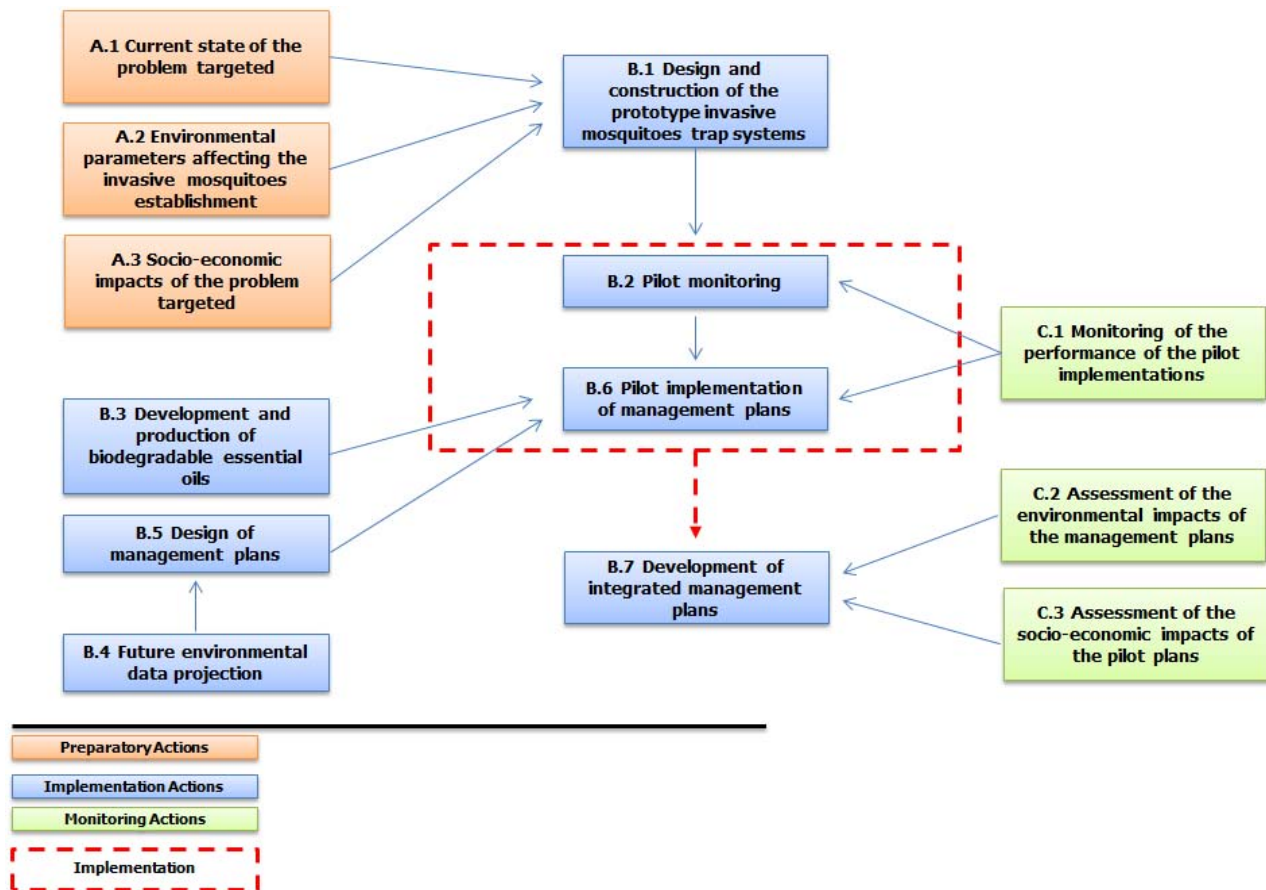 A.1 Current state of the
problem targeted
A.2 Environmental
parameters affecting the
invasive mosquitoes
establishment
A.3 Socio-economic
impacts of the problem
targeted
B.1 Design and
construction of the
prototype invasive
mosquitoes trap systems
B.2 Pilot monitoring
B.6 Pilot implementation
of management plans
B.3 Development and
production of
biodegradable essential
oils
B.5 Design of
management plans
B.4 Future environmental
data projection
B.7 Development of
integrated management
plans
C.1 Monitoring of the
performance of the pilot
implementations
C.2 Assessment of the
environmental impacts of
the management plans
C.3 Assessment of the
socio-economic impacts of
the pilot plans
Preparatory Actions
Implementation Actions
Monitoring Actions
Implementation